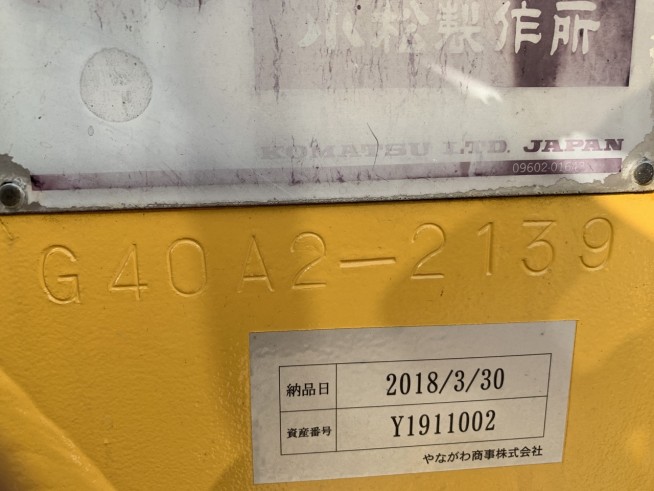 小松製作所
KOMATSU LTD. JAPAN
G40A2-2139
納品日 2018/3/30
資産番号 Y1911002
やながわ商事株式会社